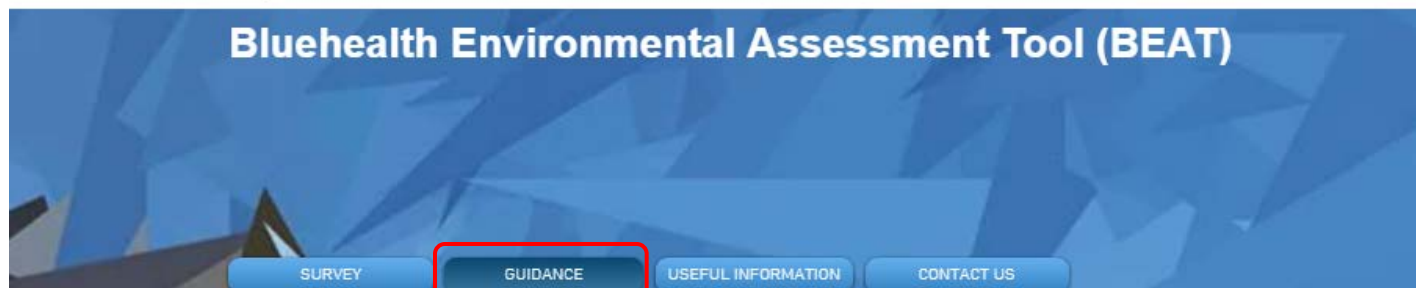 Bluehealth Environmental Assessment Tool (BEAT)
SURVEY GUIDANCE USEFUL INFORMATION CONTACT US